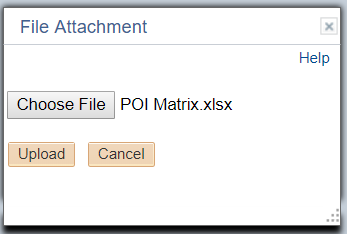 File Attachment
Help
Choose File POI Matrix.xlsx
Upload Cancel